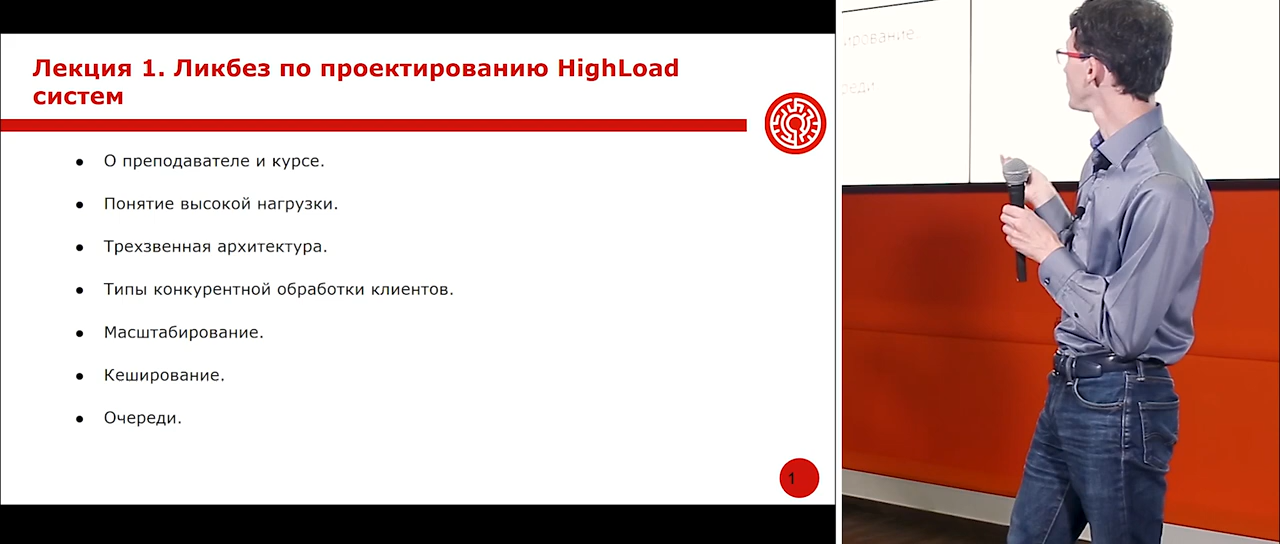 Лекция 1. Ликбез по проектированию HighLoad
систем
● О преподавателе и курсе.
● Понятие высокой нагрузки.
● Трехзвенная архитектура.
● Типы конкурентной обработки клиентов.
● Масштабирование.
● Кеширование.
● Очереди.
1